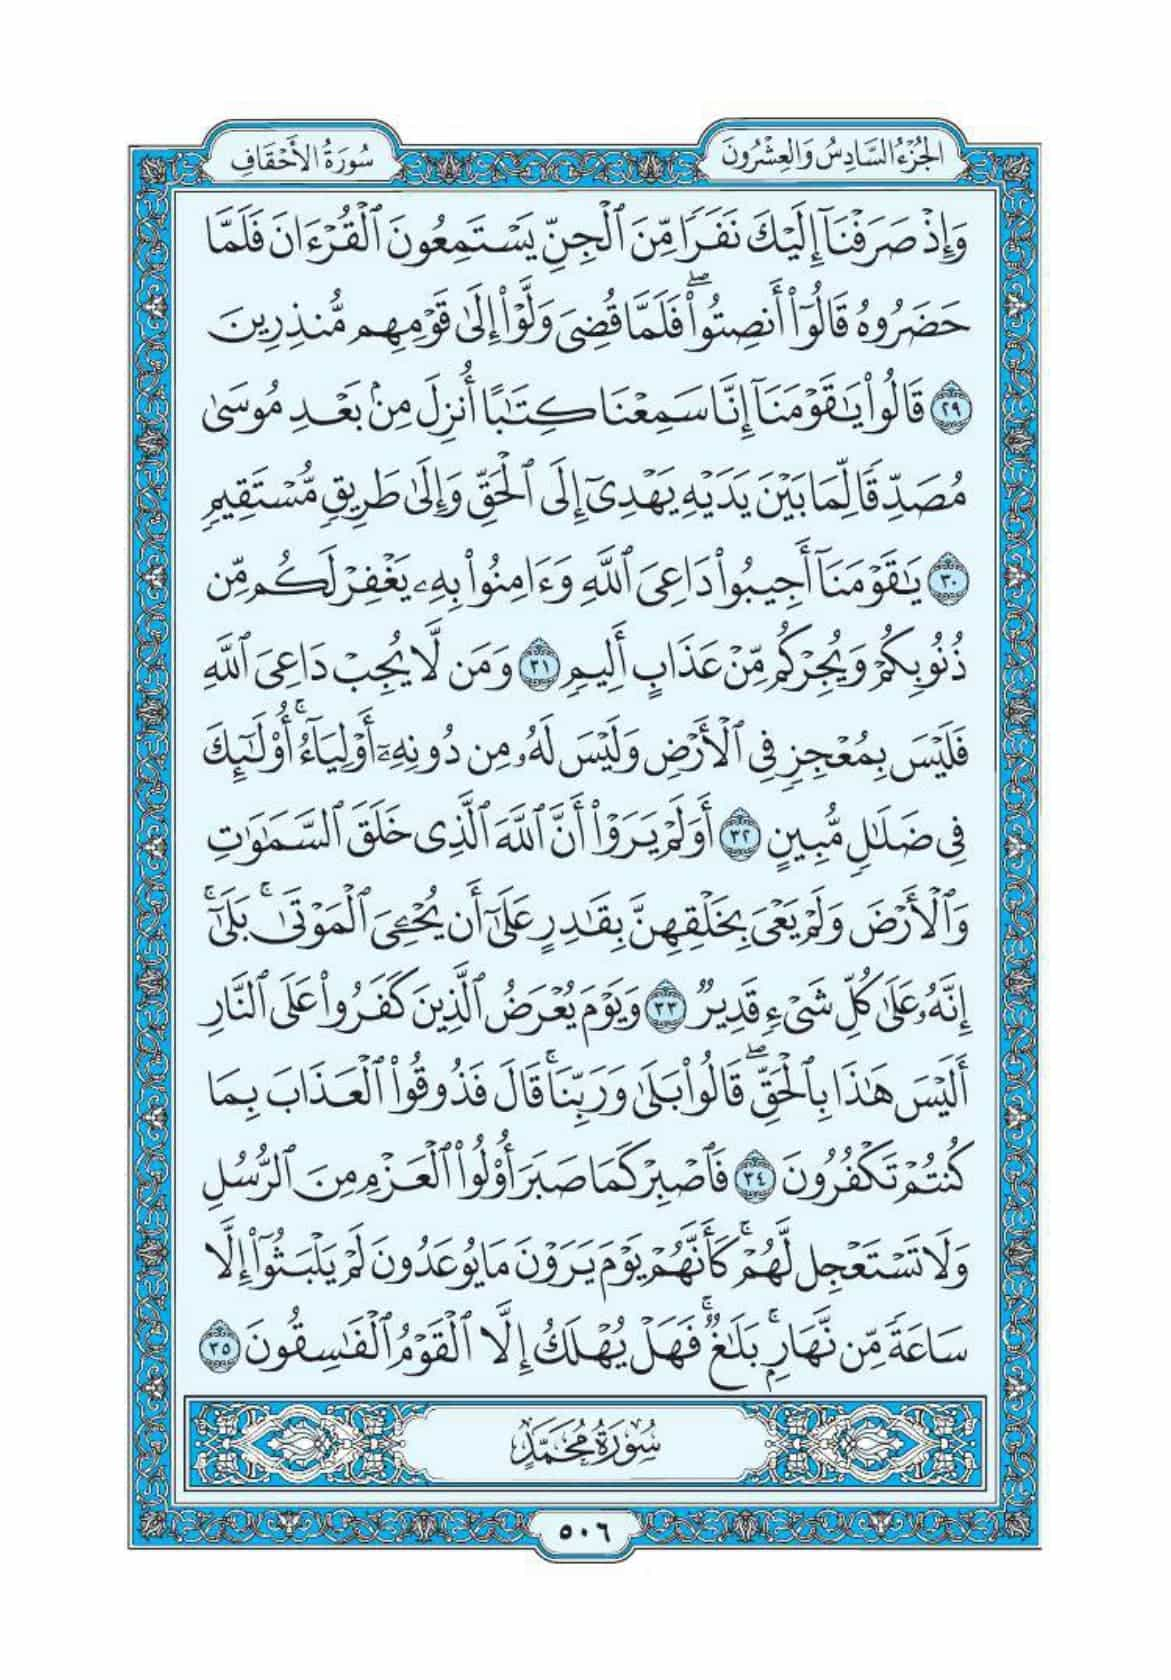 الجُزْءُ السَّادِسُ وَالعِشْرُونَ
سُورَةُ الأَحْقَافِ
وَإِذْ صَرَفْنَآ إِلَيْكَ نَفَرًا مِّنَ ٱلْجِنِّ يَسْتَمِعُونَ ٱلْقُرْءَانَ فَلَمَّا
حَضَرُوهُ قَالُوٓا۟ أَنصِتُوا۟ ۖ فَلَمَّا قُضِىَ وَلَّوْا۟ إِلَىٰ قَوْمِهِم مُّنذِرِينَ
٢٩ قَالُوا۟ يَـٰقَوْمَنَآ إِنَّا سَمِعْنَا كِتَـٰبًا أُنزِلَ مِنۢ بَعْدِ مُوسَىٰ
مُصَدِّقًا لِّمَا بَيْنَ يَدَيْهِ يَهْدِىٓ إِلَى ٱلْحَقِّ وَإِلَىٰ طَرِيقٍ مُّسْتَقِيمٍ
٣٠ يَـٰقَوْمَنَآ أَجِيبُوا۟ دَاعِىَ ٱللَّهِ وَءَامِنُوا۟ بِهِۦ يَغْفِرْ لَكُم مِّن
ذُنُوبِكُمْ وَيُجِرْكُم مِّنْ عَذَابٍ أَلِيمٍ ٣١ وَمَن لَّا يُجِبْ دَاعِىَ ٱللَّهِ
فَلَيْسَ بِمُعْجِزٍ فِى ٱلْأَرْضِ وَلَيْسَ لَهُۥ مِن دُونِهِۦٓ أَوْلِيَآءُ ۚ أُو۟لَـٰٓئِكَ
فِى ضَلَـٰلٍ مُّبِينٍ ٣٢ أَوَلَمْ يَرَوْا۟ أَنَّ ٱللَّهَ ٱلَّذِى خَلَقَ ٱلسَّمَـٰوَٰتِ
وَٱلْأَرْضَ وَلَمْ يَعْىَ بِخَلْقِهِنَّ بِقَـٰدِرٍ عَلَىٰٓ أَن يُحْـِۧىَ ٱلْمَوْتَىٰ ۚ بَلَىٰٓ ۚ
إِنَّهُۥ عَلَىٰ كُلِّ شَىْءٍ قَدِيرٌ ٣٣ وَيَوْمَ يُعْرَضُ ٱلَّذِينَ كَفَرُوا۟ عَلَى ٱلنَّارِ
أَلَيْسَ هَـٰذَا بِٱلْحَقِّ ۖ قَالُوا۟ بَلَىٰ وَرَبِّنَا ۚ قَالَ فَذُوقُوا۟ ٱلْعَذَابَ بِمَا
كُنتُمْ تَكْفُرُونَ ٣٤ فَٱصْبِرْ كَمَا صَبَرَ أُو۟لُوا۟ ٱلْعَزْمِ مِنَ ٱلرُّسُلِ
وَلَا تَسْتَعْجِل لَّهُمْ ۚ كَأَنَّهُمْ يَوْمَ يَرَوْنَ مَا يُوعَدُونَ لَمْ يَلْبَثُوٓا۟ إِلَّا
سَاعَةً مِّن نَّهَارٍۭ ۚ بَلَـٰغٌ ۚ فَهَلْ يُهْلَكُ إِلَّا ٱلْقَوْمُ ٱلْفَـٰسِقُونَ ٣٥
سُورَةُ مُحَمَّدٍ
٥٠٦